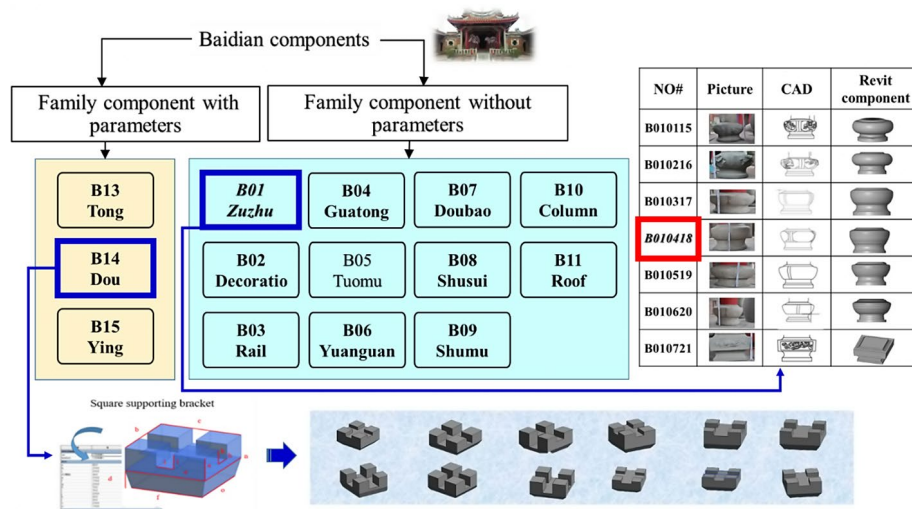 Baidian components
Family component with
parameters
Family component without
parameters
B13
Tong
B14
Dou
B15
Ying
B01
Zuzhu
B04
Guatong
B07
Doubao
B10
Column
B02
Decoratio
B05
Tuomu
B08
Shusui
B11
Roof
B03
Rail
B06
Yuanguan
B09
Shumu
NO# Picture CAD Revit
component
B010115
B010216
B010317
B010418
B010519
B010620
B010721
Square supporting bracket
b
c
d
f
e